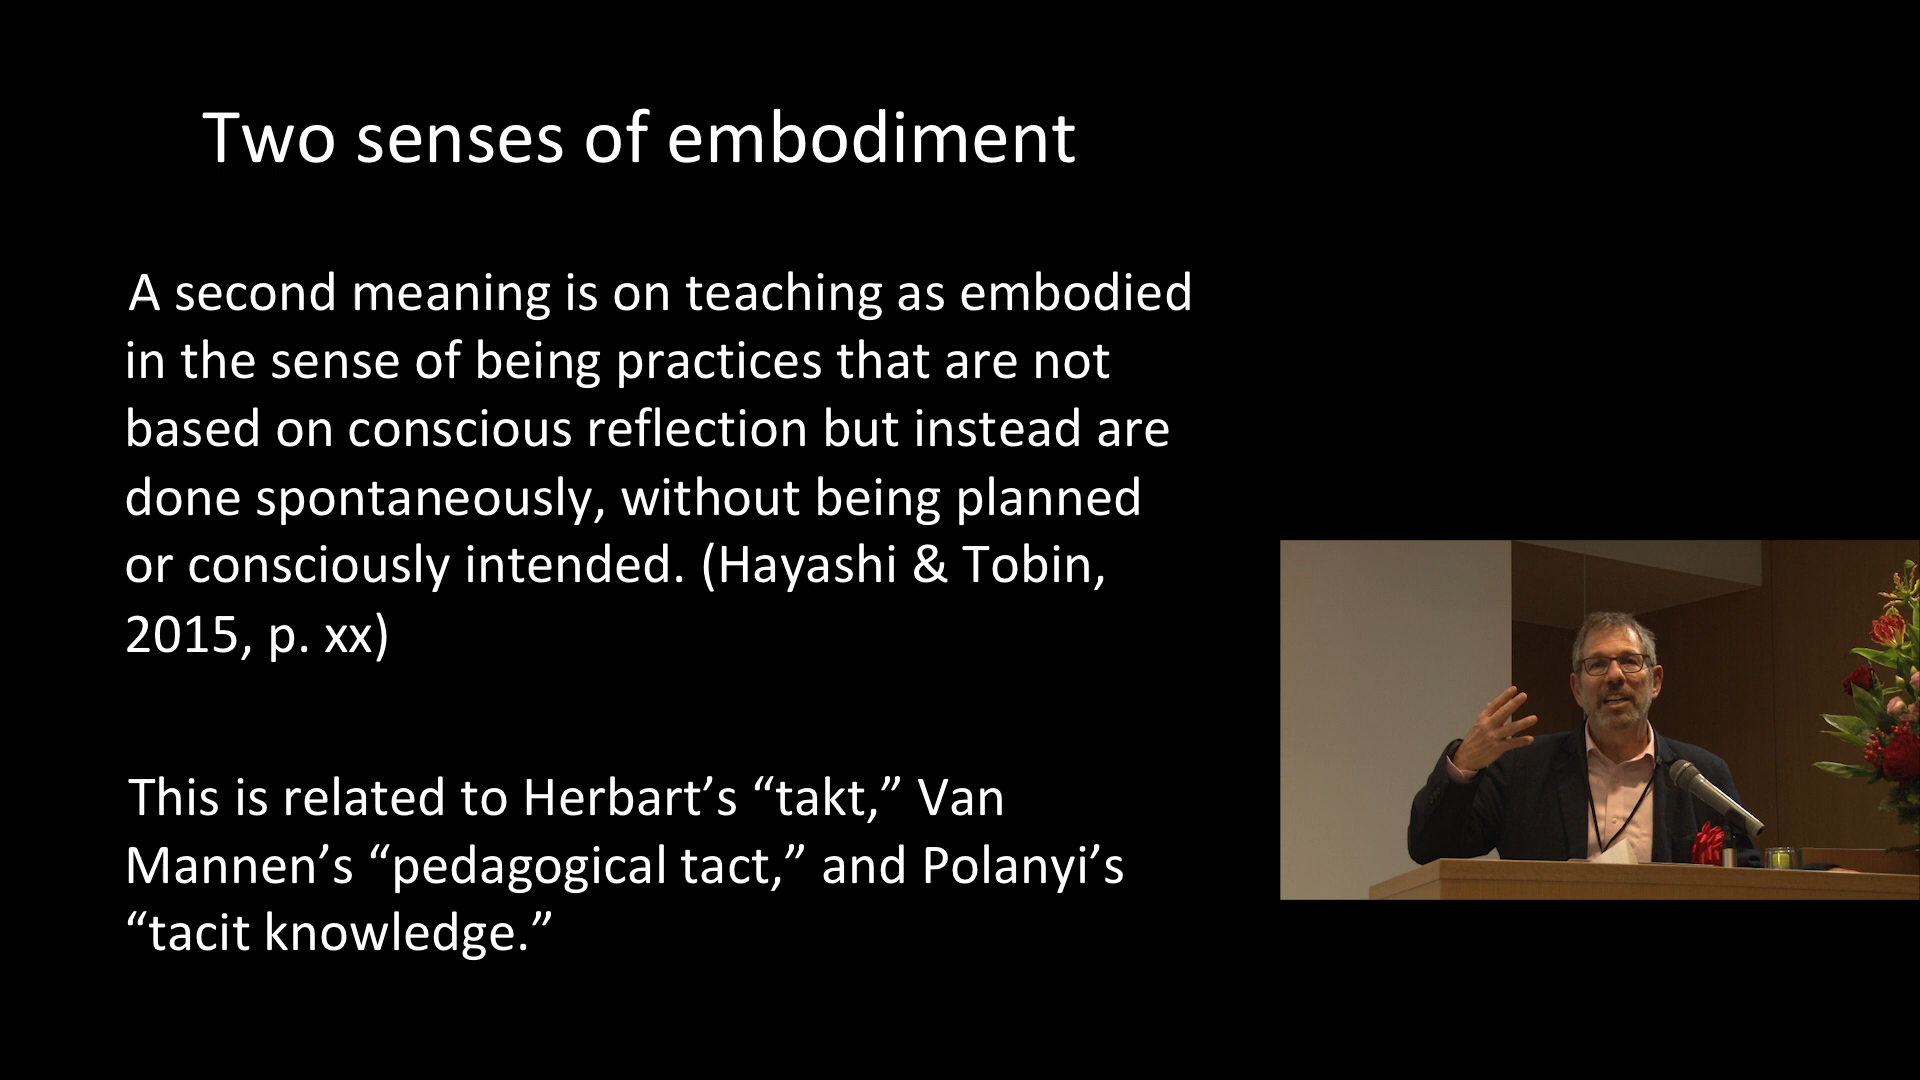 Two senses of embodiment
A second meaning is on teaching as embodied
in the sense of being practices that are not
based on conscious reflection but instead are
done spontaneously, without being planned
or consciously intended. (Hayashi & Tobin,
2015, p. xx)
This is related to Herbart’s “takt,” Van
Mannen’s “pedagogical tact,” and Polanyi’s
“tacit knowledge.”